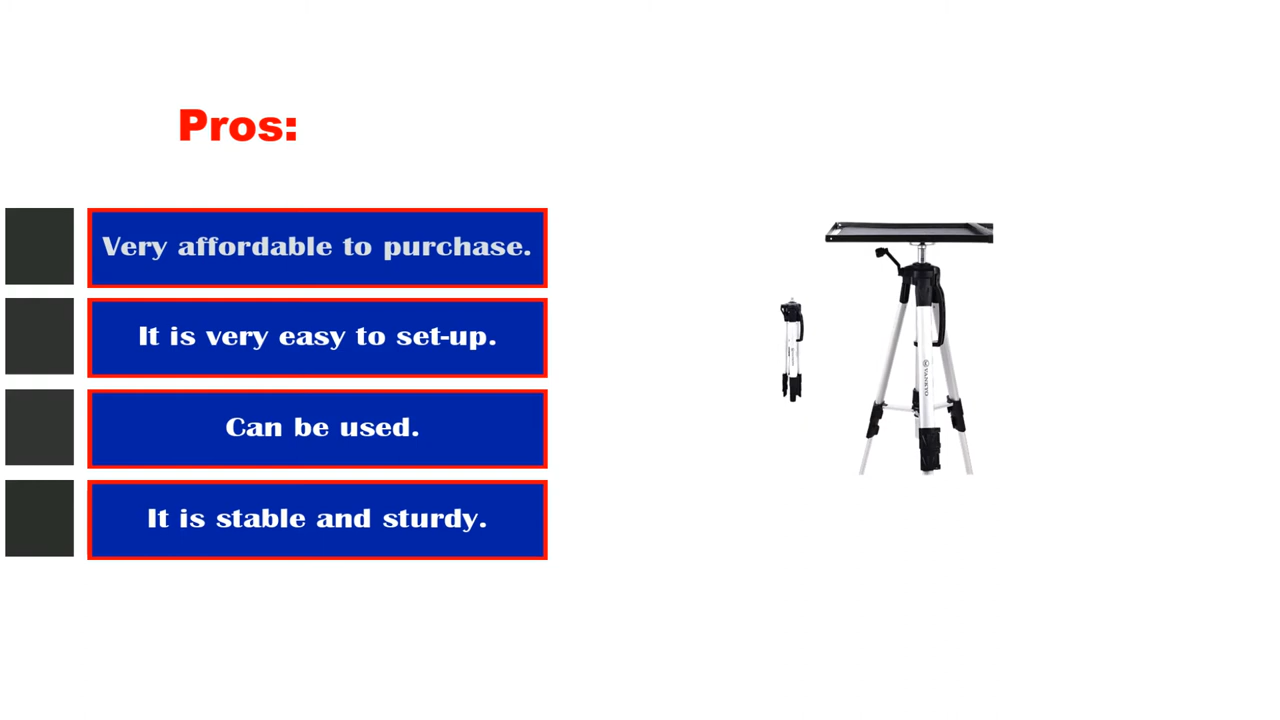 Pros:
Very affordable to purchase.
It is very easy to set-up.
Can be used.
It is stable and sturdy.
VANKYO